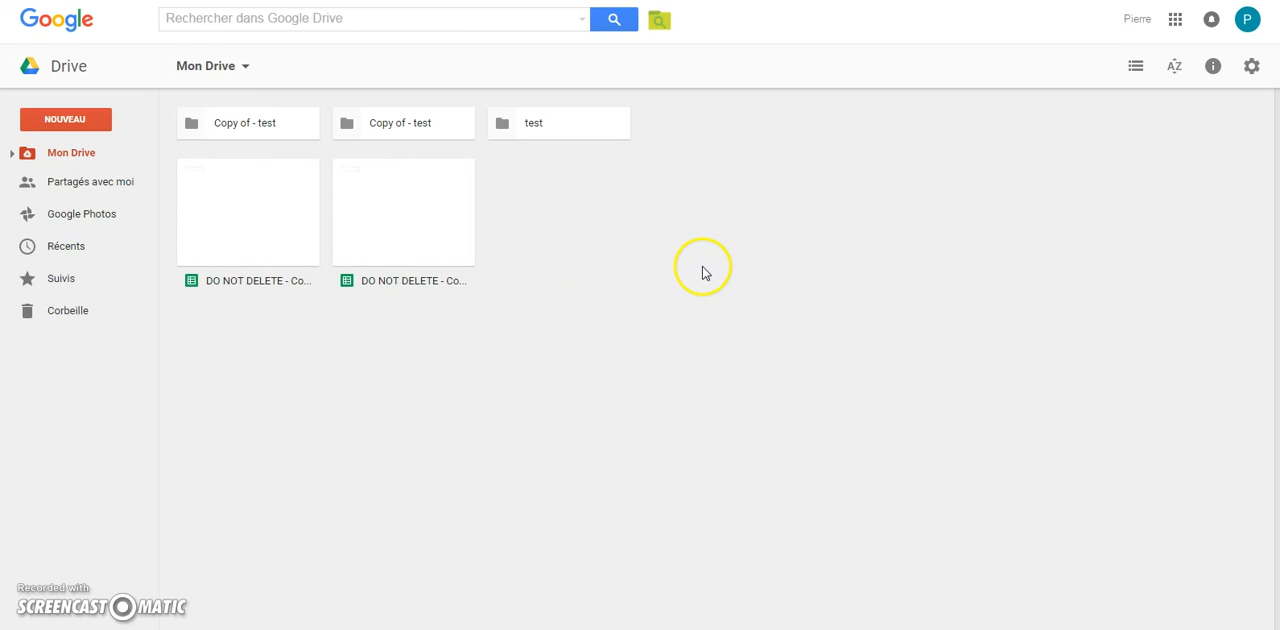 Google
Rechercher dans Google Drive
Pierre
P
Drive
Mon Drive
NOUVEAU
Mon Drive
Partagés avec moi
Google Photos
Récents
Suivis
Corbeille
Copy of - test
Copy of - test
test
DO NOT DELETE - Co...
DO NOT DELETE - Co...
AZ
Recorded with
SCREENCAST MATIC